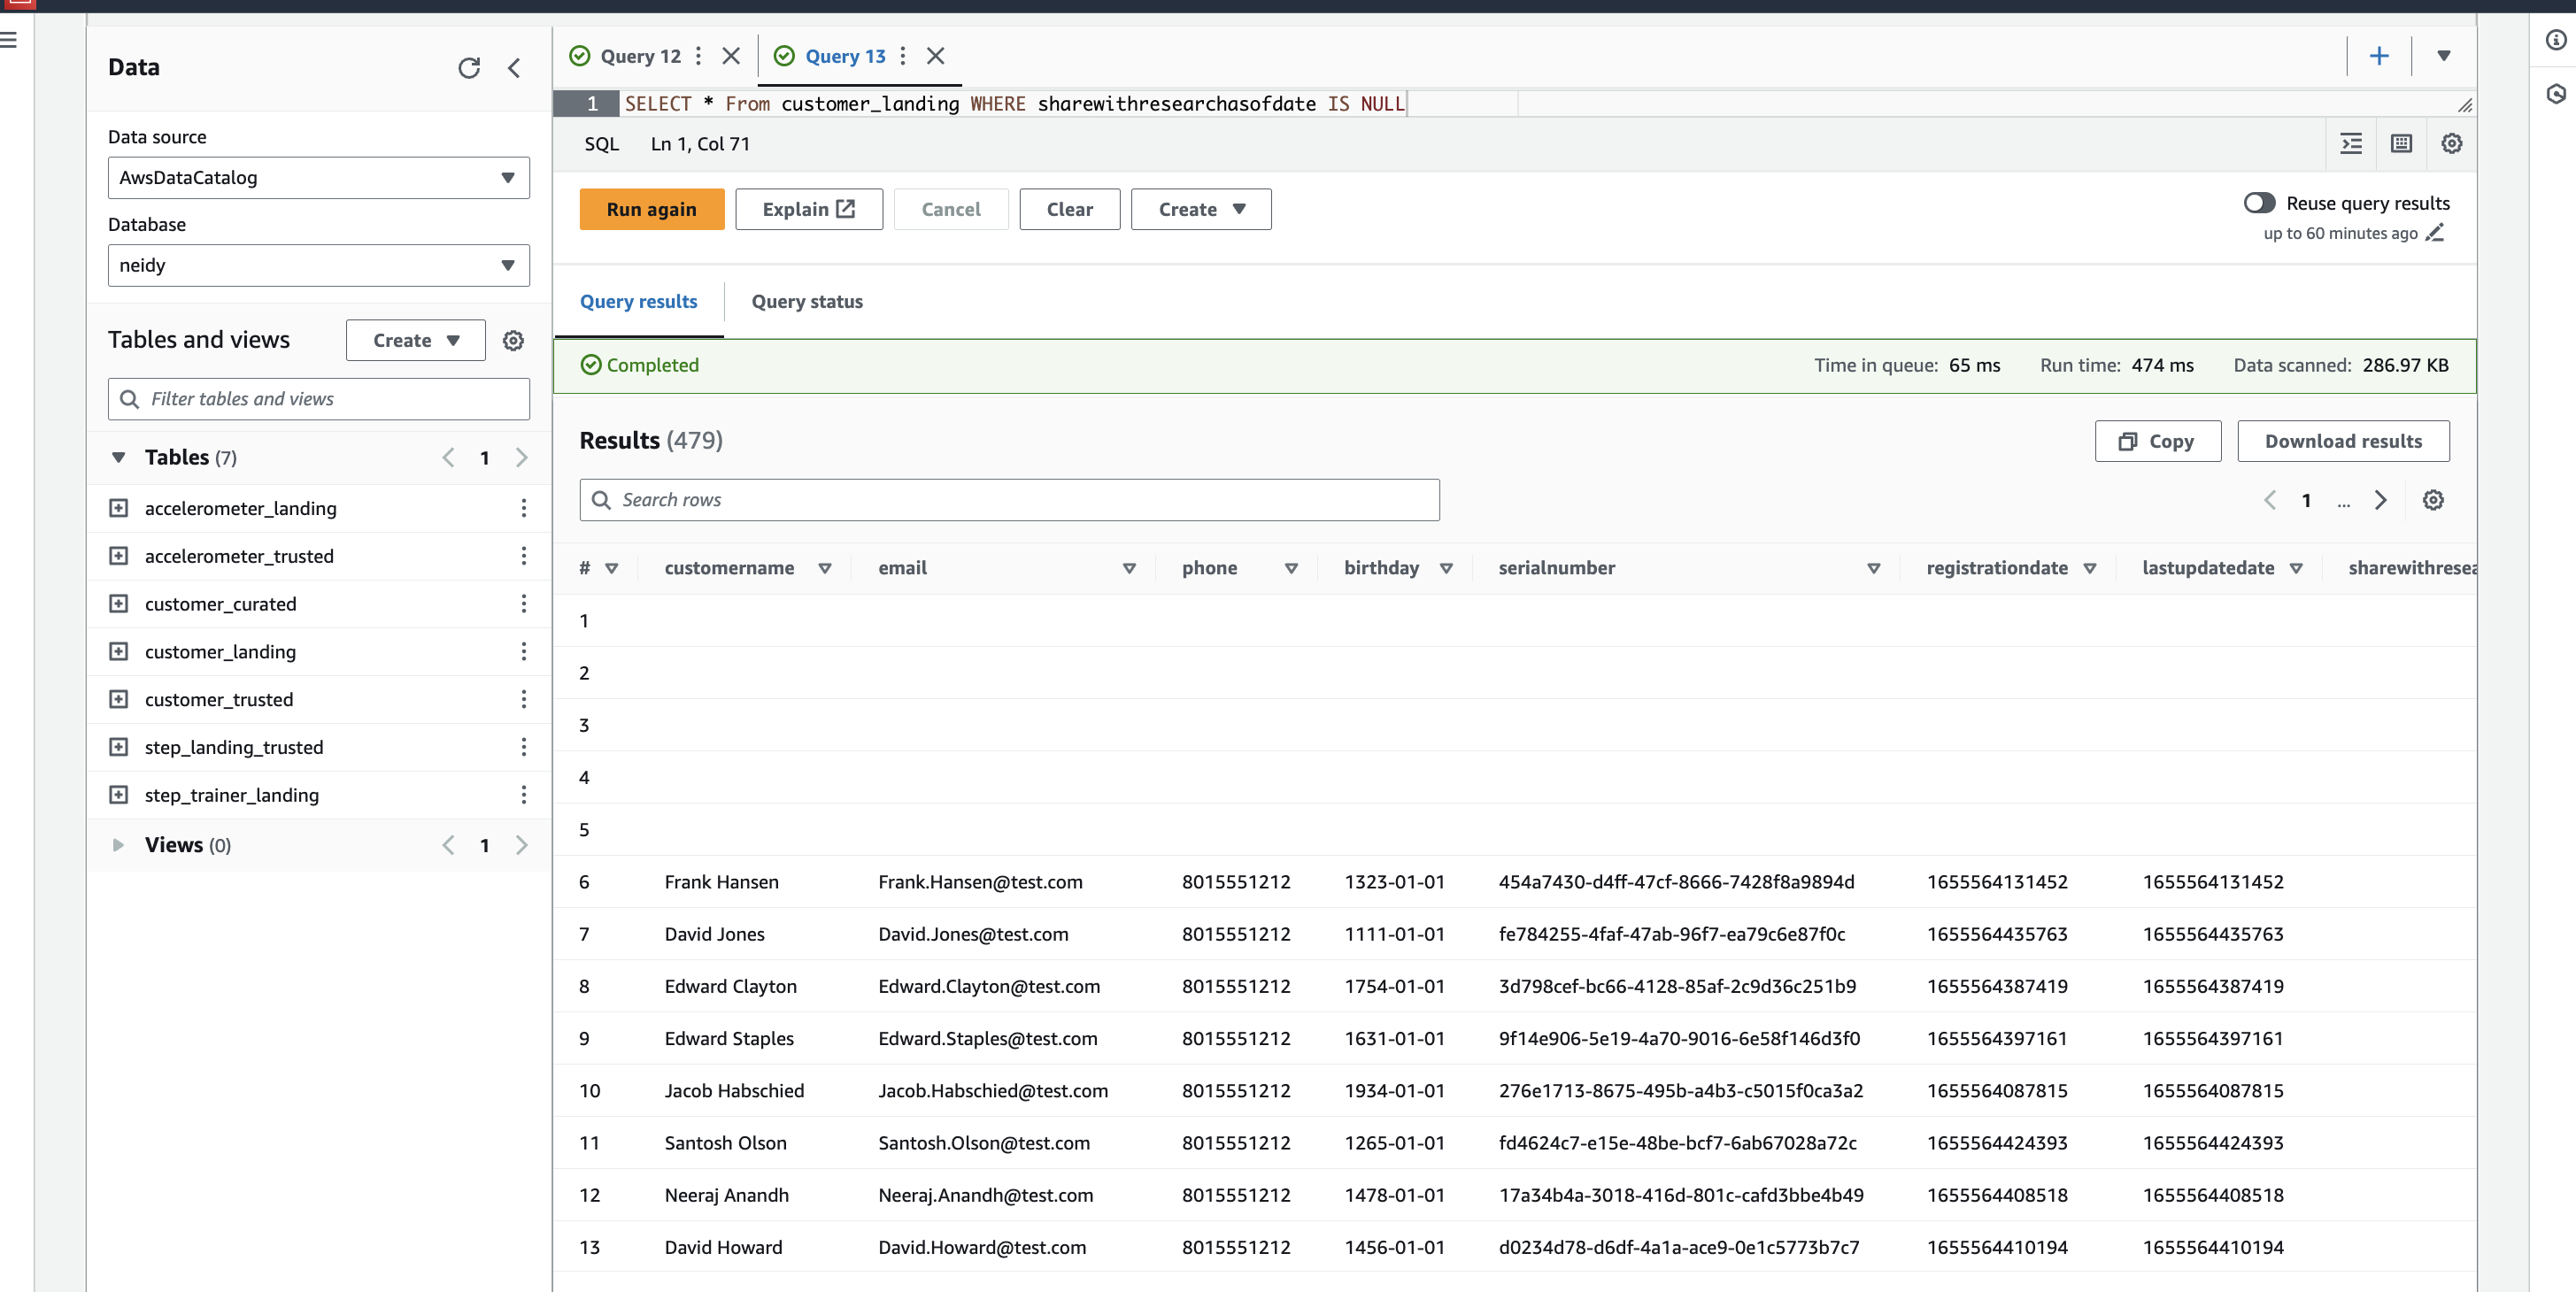 Data
Data source
AwsDataCatalog
Database
neidy
Tables and views
Create
Filter tables and views
Tables (7)
1
accelerometer_landing
accelerometer_trusted
customer_curated
customer_landing
customer_trusted
step_landing_trusted
step_trainer_landing
Views (0)
1
Query 12
Query 13
1 SELECT * From customer_landing WHERE sharewithresearchasofdate IS NULL
SQL Ln 1, Col 71
Run again Explain Cancel Clear Create
Reuse query results
up to 60 minutes ago
Query results Query status
Completed Time in queue: 65 ms Run time: 474 ms Data scanned: 286.97 KB
Results (479) Copy Download results
Search rows 1 ...
# customername email phone birthday serialnumber registrationdate lastupdatedate sharewithresea
1
2
3
4
5
6 Frank Hansen Frank.Hansen@test.com 8015551212 1323-01-01 454a7430-d4ff-47cf-8666-7428f8a9894d 1655564131452 1655564131452
7 David Jones David.Jones@test.com 8015551212 1111-01-01 fe784255-4faf-47ab-96f7-ea79c6e87f0c 1655564435763 1655564435763
8 Edward Clayton Edward.Clayton@test.com 8015551212 1754-01-01 3d798cef-bc66-4128-85af-2c9d36c251b9 1655564387419 1655564387419
9 Edward Staples Edward.Staples@test.com 8015551212 1631-01-01 9f14e906-5e19-4a70-9016-6e58f146d3f0 1655564397161 1655564397161
10 Jacob Habschied Jacob.Habschied@test.com 8015551212 1934-01-01 276e1713-8675-495b-a4b3-c5015f0ca3a2 1655564087815 1655564087815
11 Santosh Olson Santosh.Olson@test.com 8015551212 1265-01-01 fd4624c7-e15e-48be-bcf7-6ab67028a72c 1655564424393 1655564424393
12 Neeraj Anandh Neeraj.Anandh@test.com 8015551212 1478-01-01 17a34b4a-3018-416d-801c-cafd3bbe4b49 1655564408518 1655564408518
13 David Howard David.Howard@test.com 8015551212 1456-01-01 d0234d78-d6df-4a1a-ace9-0e1c5773b7c7 1655564410194 1655564410194